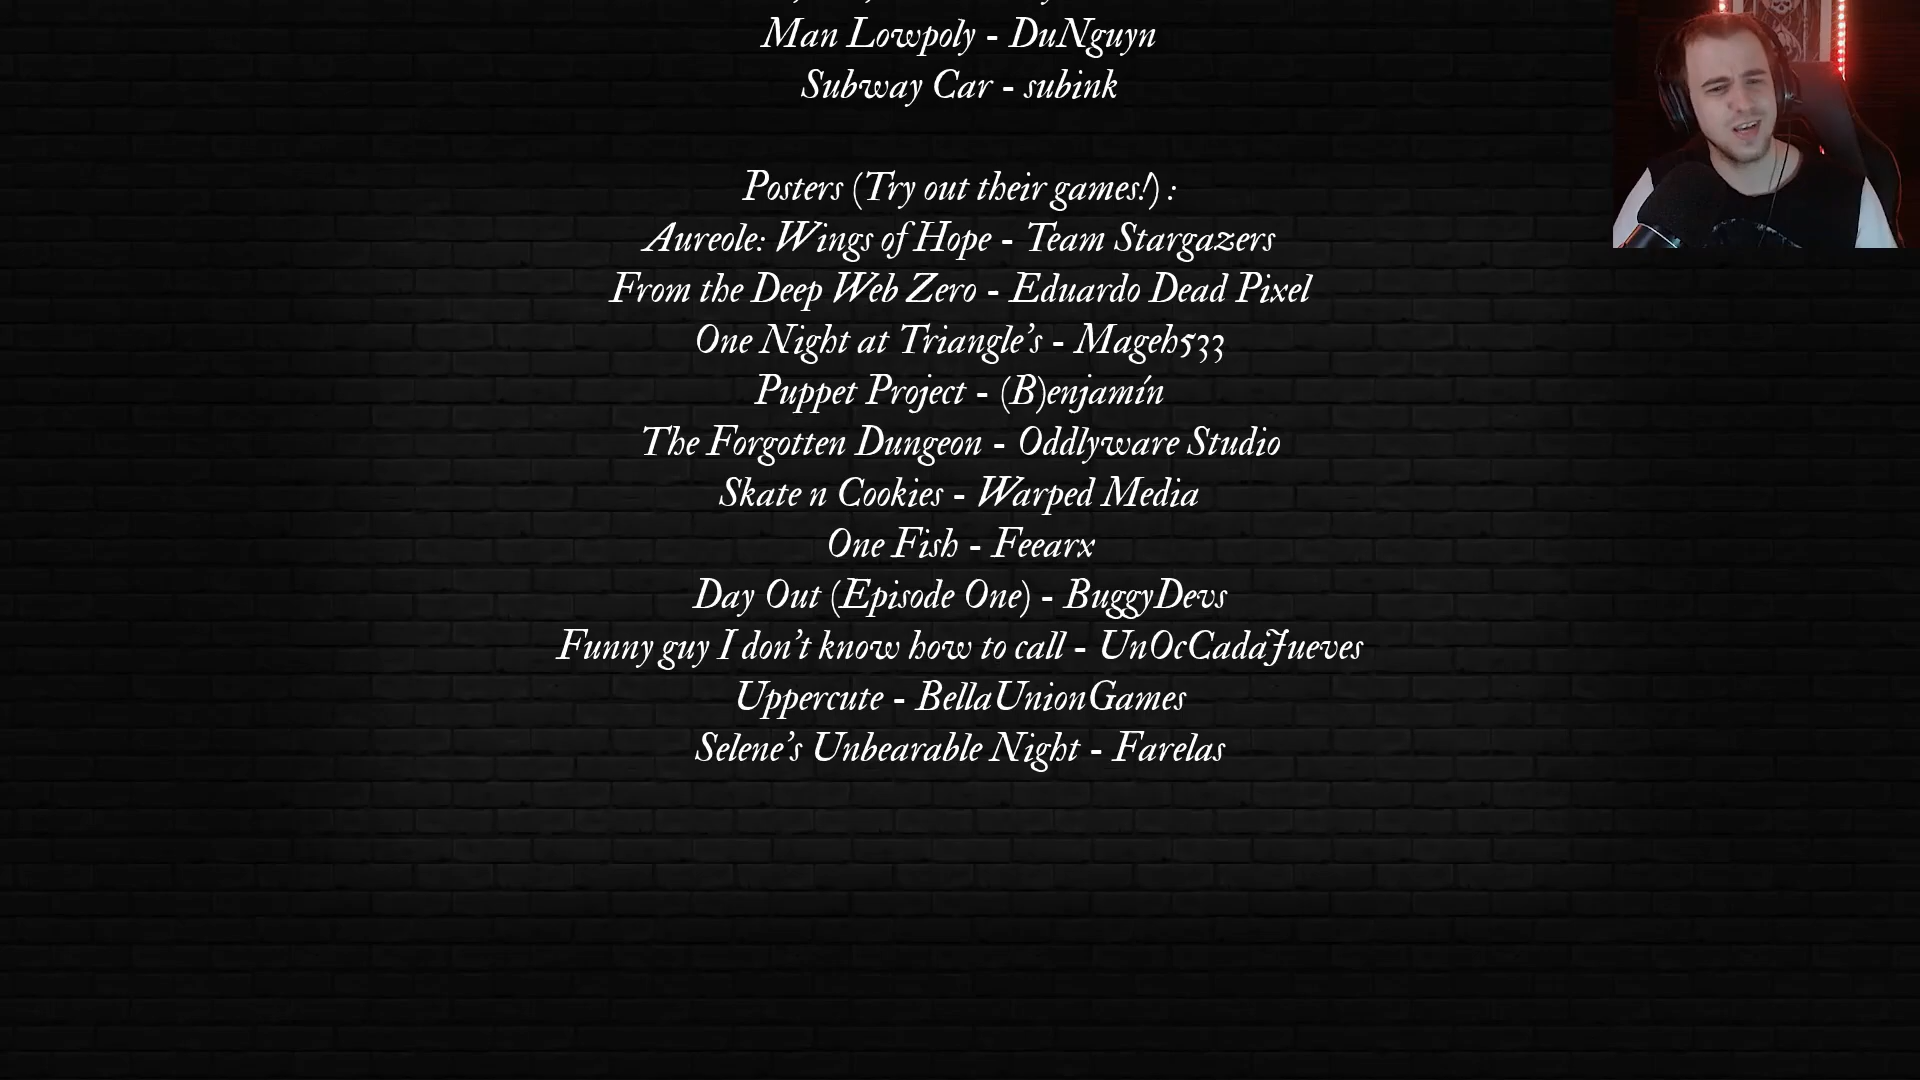 Man Lowpoly - DuNguyn
Subway Car - subink
Posters (Try out their games!) :
Aureole: Wings of Hope - Team Stargazers
From the Deep Web Zero - Eduardo Dead Pixel
One Night at Triangle's - Mageh533
Puppet Project - (B)enjamín
The Forgotten Dungeon - Oddlyware Studio
Skate n Cookies - Warped Media
One Fish - Feearx
Day Out (Episode One) - BuggyDevs
Funny guy I don't know how to call - UnOcCadaJueves
Uppercute - BellaUnionGames
Selene's Unbearable Night - Farelas